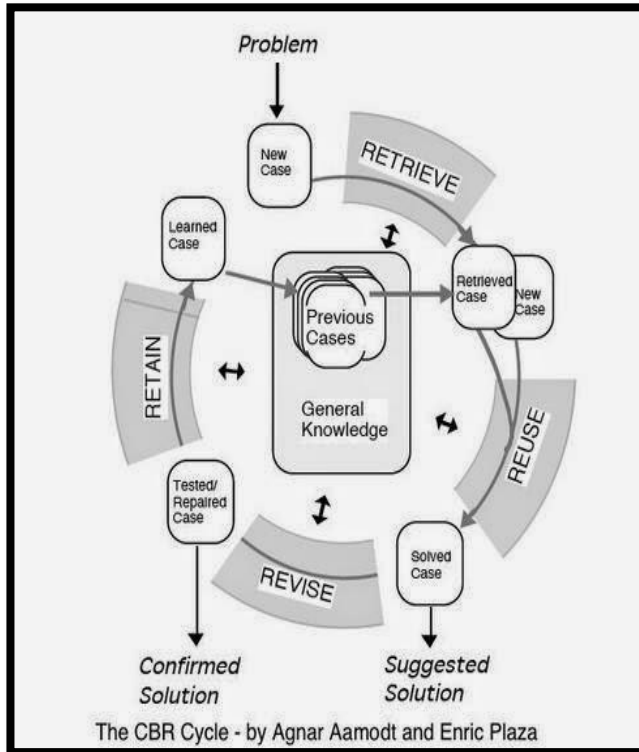 Problem
New
Case
RETRIEVE
Learned
Case
Retrieved
Case
New
Case
Previous
Cases
RETAIN
General
Knowledge
REUSE
Tested/
Repaired
Case
REVISE
Solved
Case
Confirmed
Solution
Suggested
Solution
The CBR Cycle - by Agnar Aamodt and Enric Plaza